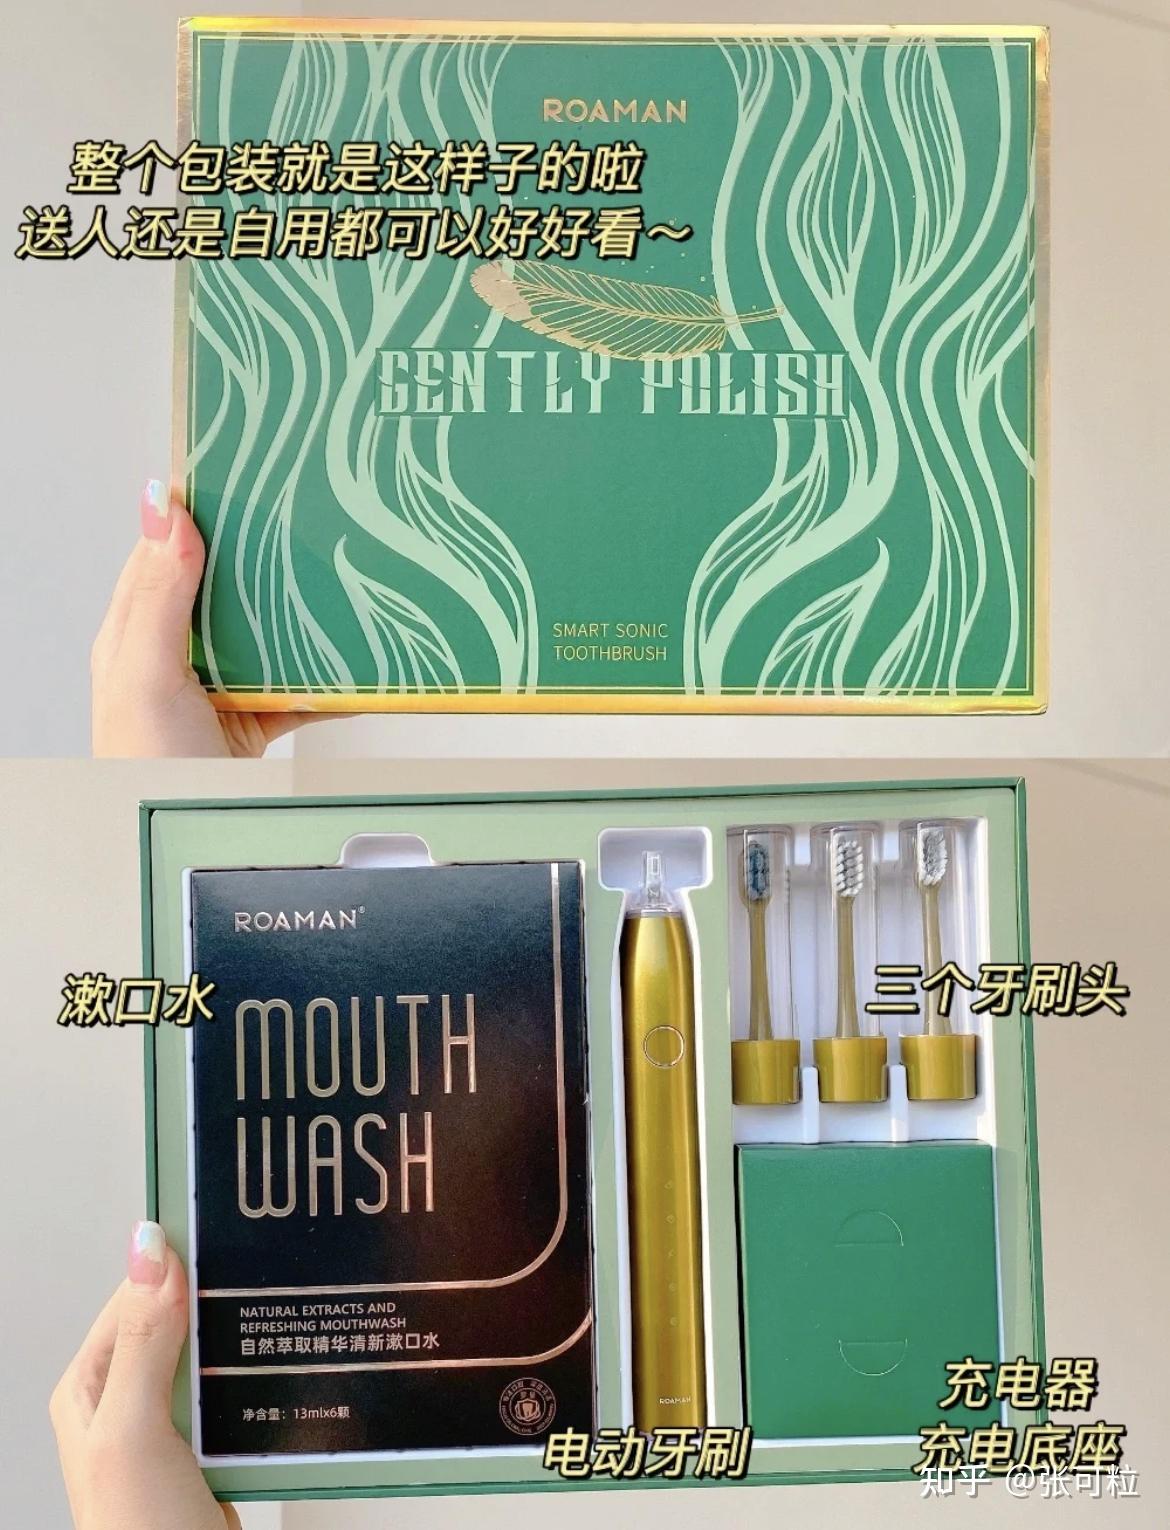 ROAMAN
整个包装就是这样子的啦
送人还是自用都可以好好看～
GENTLY POLISH
SMART SONIC
TOOTHBRUSH
ROAMAN®
漱口水
MOUTH
WASH
三个牙刷头
NATURAL EXTRACTS AND
REFRESHING MOUTHWASH
自然萃取精华清新漱口水
净含量：13mlx6颗
ROAMAN
电动牙刷
充电器
充电底座
知乎 @张可粒